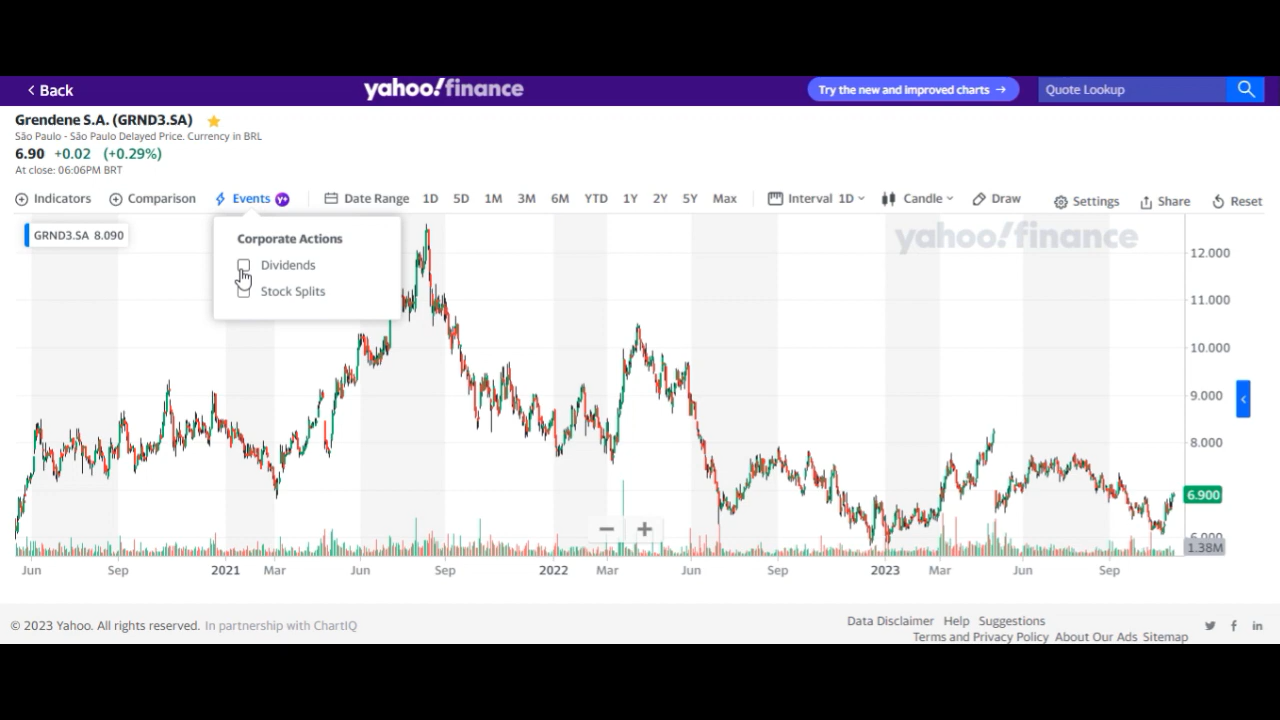 Back
yahoo!finance
Try the new and improved charts →
Quote Lookup
Grendene S.A. (GRND3.SA)
São Paulo - São Paulo Delayed Price. Currency in BRL
6.90 +0.02 (+0.29%)
At close: 06:06PM BRT
Indicators Comparison Events Y+ Date Range 1D 5D 1M 3M 6M YTD 1Y 2Y 5Y Max Interval 1D Candle Draw Settings Share Reset
GRND3.SA 8.090
Corporate Actions
Dividends
Stock Splits
yahoo!finance
12.000
11.000
10.000
9.000
8.000
6.900
6.000
1.38M
Jun Sep 2021 Mar Jun Sep 2022 Mar Jun Sep 2023 Mar Jun Sep
© 2023 Yahoo. All rights reserved. In partnership with ChartIQ
Data Disclaimer Help Suggestions
Terms and Privacy Policy About Our Ads Sitemap